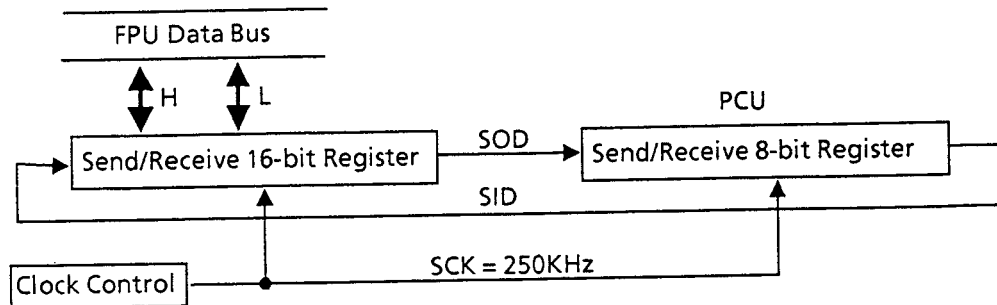 FPU Data Bus
H
L
PCU
Send/Receive 16-bit Register
SOD
Send/Receive 8-bit Register
SID
SCK = 250KHz
Clock Control